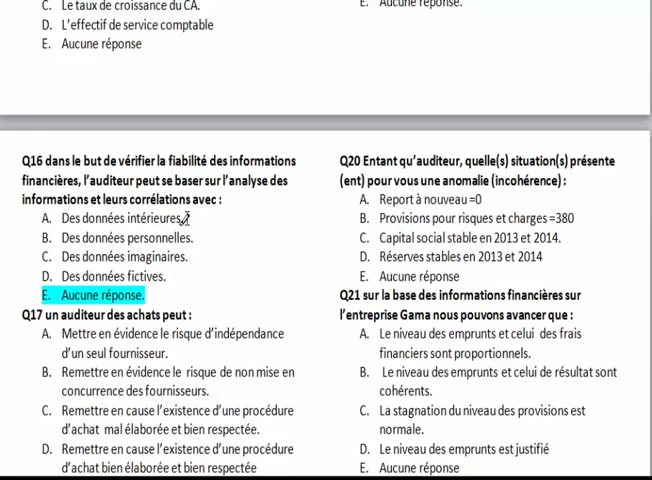 C. Le taux de croissance du CA.
D. L'effectif de service comptable
E. Aucune réponse
E. Aucune réponse.
Q16 dans le but de vérifier la fiabilité des informations
financières, l'auditeur peut se baser sur l'analyse des
informations et leurs corrélations avec :
A. Des données intérieures
B. Des données personnelles.
C. Des données imaginaires.
D. Des données fictives.
E. Aucune réponse.
Q17 un auditeur des achats peut :
A. Mettre en évidence le risque d'indépendance
d'un seul fournisseur.
B. Remettre en évidence le risque de non mise en
concurrence des fournisseurs.
C. Remettre en cause l'existence d'une procédure
d'achat mal élaborée et bien respectée.
D. Remettre en cause l'existence d'une procédure
d'achat bien élaborée et bien respectée
Q20 Entant qu'auditeur, quelle(s) situation(s) présente
(ent) pour vous une anomalie (incohérence) :
A. Report à nouveau =0
B. Provisions pour risques et charges =380
C. Capital social stable en 2013 et 2014.
D. Réserves stables en 2013 et 2014
E. Aucune réponse
Q21 sur la base des informations financières sur
l'entreprise Gama nous pouvons avancer que :
A. Le niveau des emprunts et celui des frais
financiers sont proportionnels.
B. Le niveau des emprunts et celui de résultat sont
cohérents.
C. La stagnation du niveau des provisions est
normale.
D. Le niveau des emprunts est justifié
E. Aucune réponse